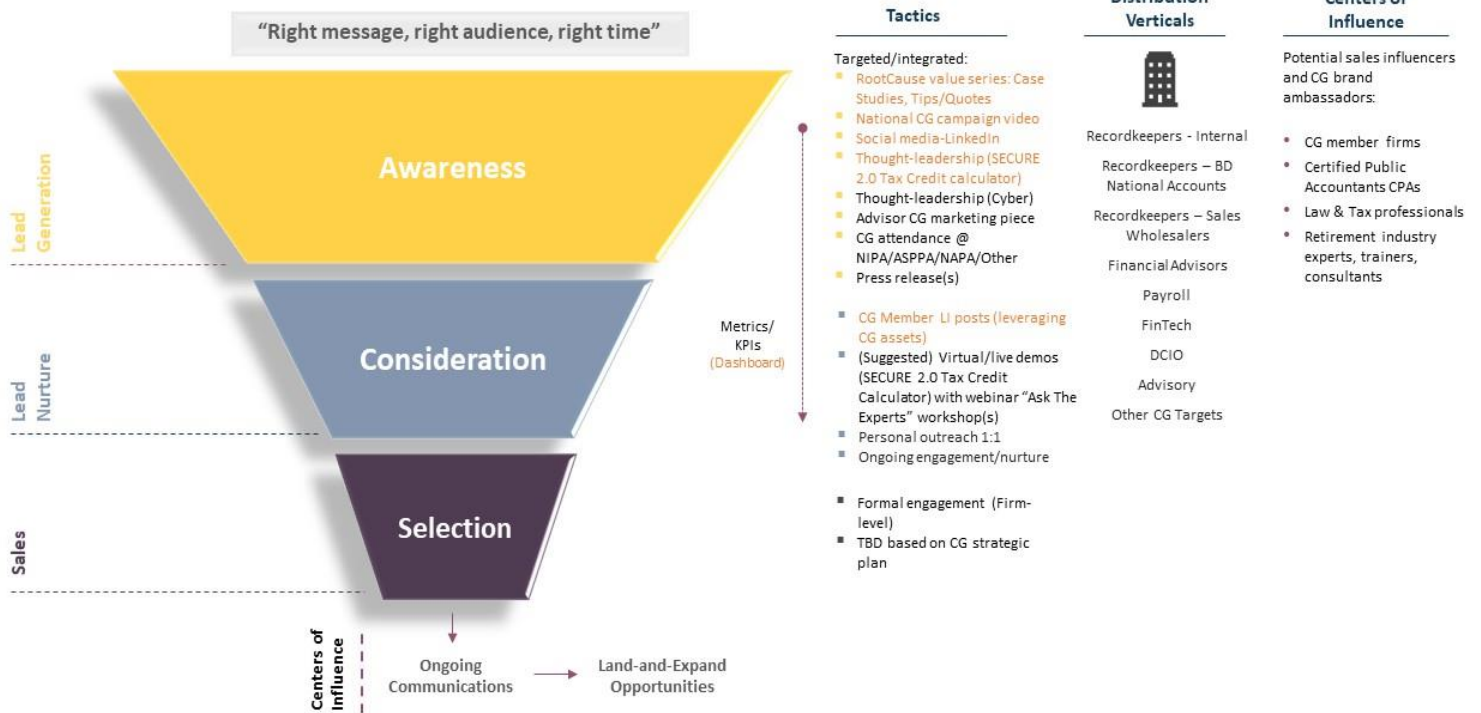 “Right message, right audience, right time”
Awareness
Consideration
Selection
Lead
Generation
Lead
Nurture
Sales
Centers of
Influence
Ongoing
Communications
Land-and-Expand
Opportunities
Metrics/
KPIs
(Dashboard)
Tactics
Targeted/integrated:
RootCause value series: Case
Studies, Tips/Quotes
National CG campaign video
Social media-LinkedIn
Thought-leadership (SECURE
2.0 Tax Credit calculator)
Thought-leadership (Cyber)
Advisor CG marketing piece
CG attendance @
NIPA/ASPPA/NAPA/Other
Press release(s)
CG Member LI posts (leveraging
CG assets)
(Suggested) Virtual/live demos
(SECURE 2.0 Tax Credit
Calculator) with webinar “Ask The
Experts” workshop(s)
Personal outreach 1:1
Ongoing engagement/nurture
Formal engagement (Firm-
level)
TBD based on CG strategic
plan
Distribution
Verticals
Recordkeepers - Internal
Recordkeepers – BD
National Accounts
Recordkeepers – Sales
Wholesalers
Financial Advisors
Payroll
FinTech
DCIO
Advisory
Other CG Targets
Centers of
Influence
Potential sales influencers
and CG brand
ambassadors:
CG member firms
Certified Public
Accountants CPAs
Law & Tax professionals
Retirement industry
experts, trainers,
consultants